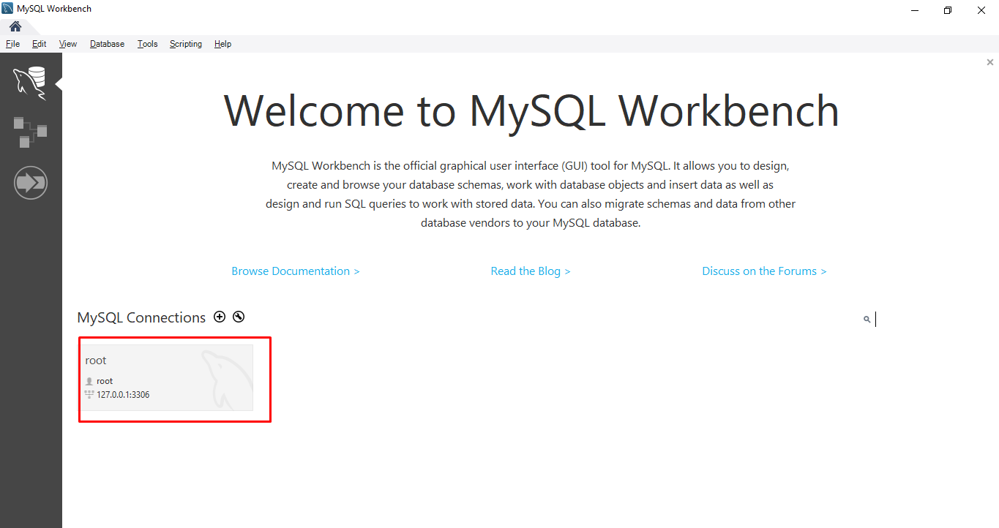 MySQL Workbench
File Edit View Database Tools Scripting Help
Welcome to MySQL Workbench
MySQL Workbench is the official graphical user interface (GUI) tool for MySQL. It allows you to design,
create and browse your database schemas, work with database objects and insert data as well as
design and run SQL queries to work with stored data. You can also migrate schemas and data from other
database vendors to your MySQL database.
Browse Documentation > Read the Blog > Discuss on the Forums >
MySQL Connections
root
root
127.0.0.1:3306